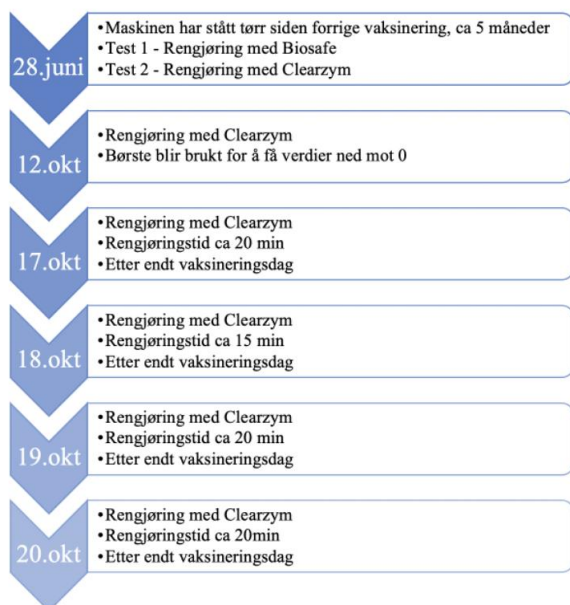 28.juni
•Maskinen har stått tørr siden forrige vaksinering, ca 5 måneder
•Test 1 - Rengjøring med Biosafe
•Test 2 - Rengjøring med Clearzym
12.okt
•Rengjøring med Clearzym
•Børste blir brukt for å få verdier ned mot 0
17.okt
•Rengjøring med Clearzym
•Rengjøringstid ca 20 min
•Etter endt vaksineringsdag
18.okt
•Rengjøring med Clearzym
•Rengjøringstid ca 15 min
•Etter endt vaksineringsdag
19.okt
•Rengjøring med Clearzym
•Rengjøringstid ca 20 min
•Etter endt vaksineringsdag
20.okt
•Rengjøring med Clearzym
•Rengjøringstid ca 20min
•Etter endt vaksineringsdag